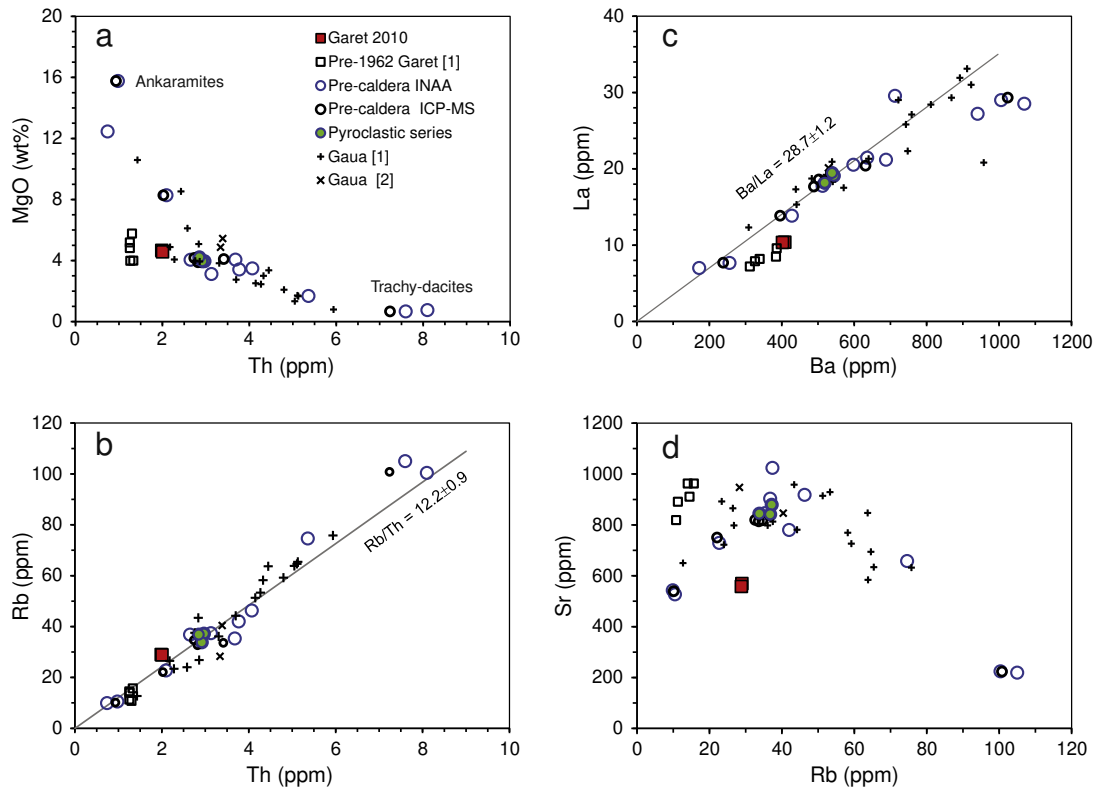 a
20
16
12
8
4
0
MgO (wt%)
0 2 4 6 8 10
Th (ppm)
Ankaramites
Trachy-dacites
Garet 2010
Pre-1962 Garet [1]
Pre-caldera INAA
Pre-caldera ICP-MS
Pyroclastic series
Gaua [1]
Gaua [2]
c
40
30
20
10
0
La (ppm)
0 200 400 600 800 1000 1200
Ba (ppm)
Ba/La = 28.7±1.2
b
120
100
80
60
40
20
0
Rb (ppm)
0 2 4 6 8 10
Th (ppm)
Rb/Th = 12.2±0.9
d
1200
1000
800
600
400
200
0
Sr (ppm)
0 20 40 60 80 100 120
Rb (ppm)